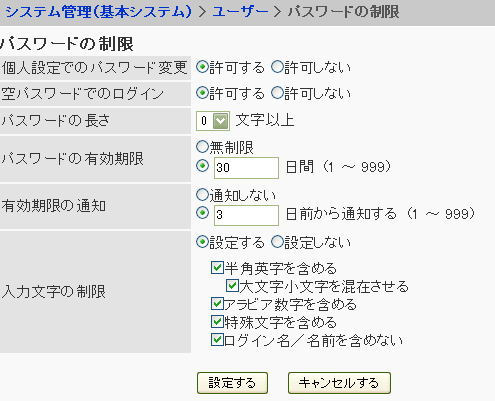 システム管理(基本システム) > ユーザー > パスワードの制限
パスワードの制限
個人設定でのパスワード変更 許可する 許可しない
空パスワードでのログイン 許可する 許可しない
パスワードの長さ 0 文字以上
パスワードの有効期限 無制限
30 日間 (1 ～ 999)
有効期限の通知 通知しない
3 日前から通知する (1 ～ 999)
入力文字の制限 設定する 設定しない
半角英字を含める
大文字小文字を混在させる
アラビア数字を含める
特殊文字を含める
ログイン名／名前を含めない
設定する キャンセルする